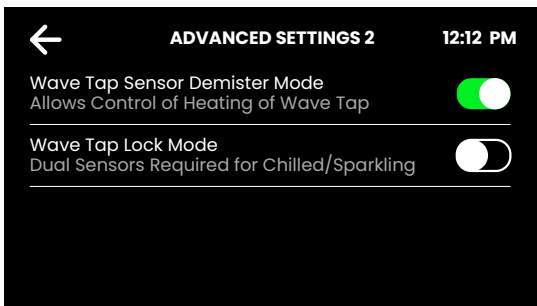 ADVANCED SETTINGS 2
12:12 PM
Wave Tap Sensor Demister Mode
Allows Control of Heating of Wave Tap
Wave Tap Lock Mode
Dual Sensors Required for Chilled/Sparkling